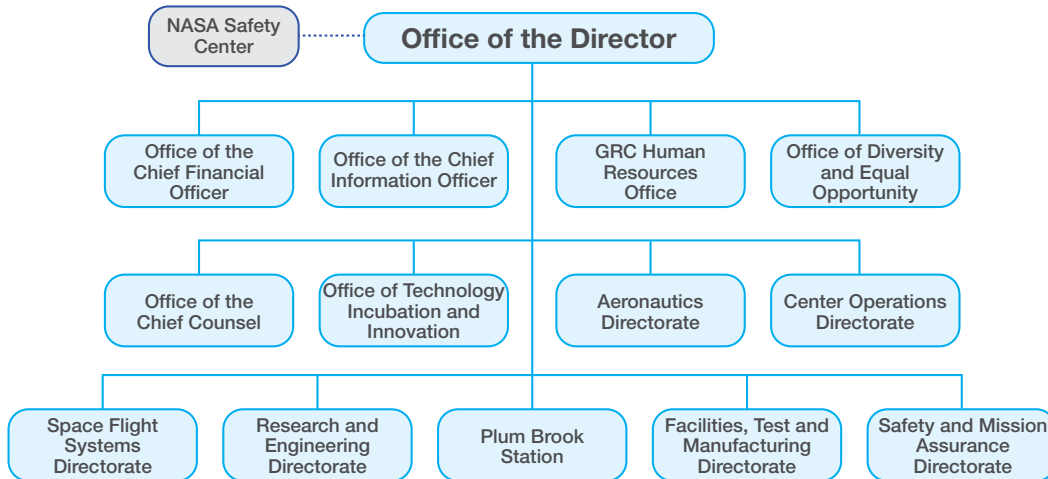 NASA Safety
Center
Office of the Director
Office of the
Chief Financial
Officer
Office of the Chief
Information Officer
GRC Human
Resources
Office
Office of Diversity
and Equal
Opportunity
Office of the
Chief Counsel
Office of Technology
Incubation and
Innovation
Aeronautics
Directorate
Center Operations
Directorate
Space Flight
Systems
Directorate
Research and
Engineering
Directorate
Plum Brook
Station
Facilities, Test and
Manufacturing
Directorate
Safety and Mission
Assurance
Directorate